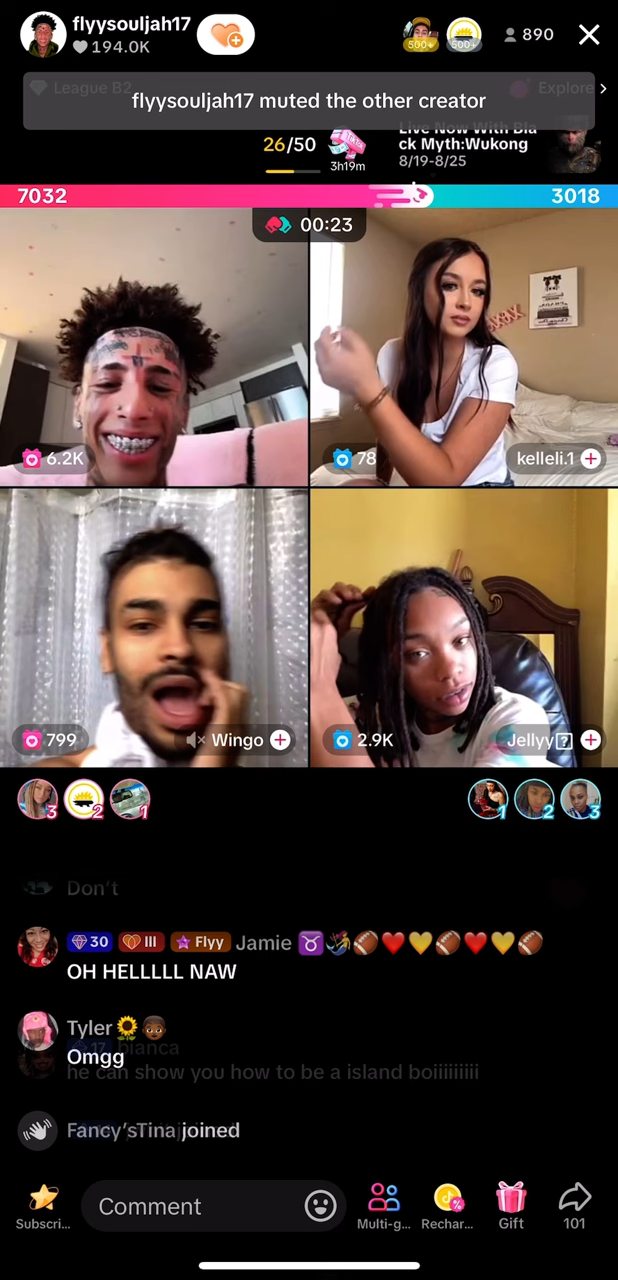 flyysouljah17
194.0K
500+
500+
890
League B2
Explore
flyysouljah17 muted the other creator
26/50
3h19m
Live Now With Bla
ck Myth:Wukong
8/19-8/25
7032
3018
00:23
6.2K
78
kelleli.1
799
Wingo
2.9K
Jellyy
3
2
1
1
2
3
Don't
30 III Flyy Jamie ♉🏈❤️💛🏈❤️💛🏈
OH HELLLLL NAW
Tyler🌻
17 bianca
Omgg
he can show you how to be a island boiiiiiiiii
Fancy'sTina joined
Subscri...
Comment
Multi-g...
Rechar...
Gift
101